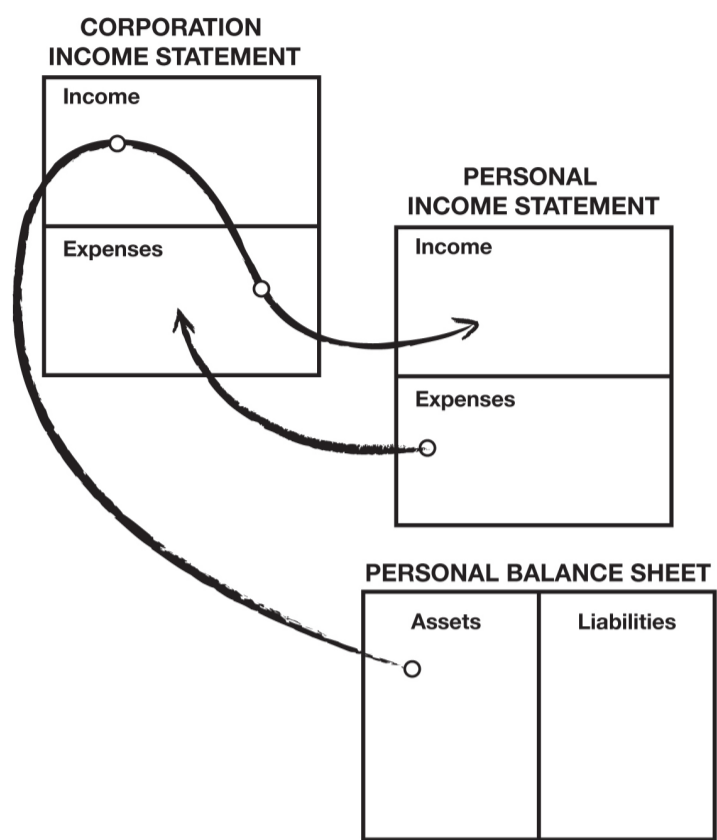 CORPORATION
INCOME STATEMENT
Income
Expenses
PERSONAL
INCOME STATEMENT
Income
Expenses
PERSONAL BALANCE SHEET
Assets
Liabilities